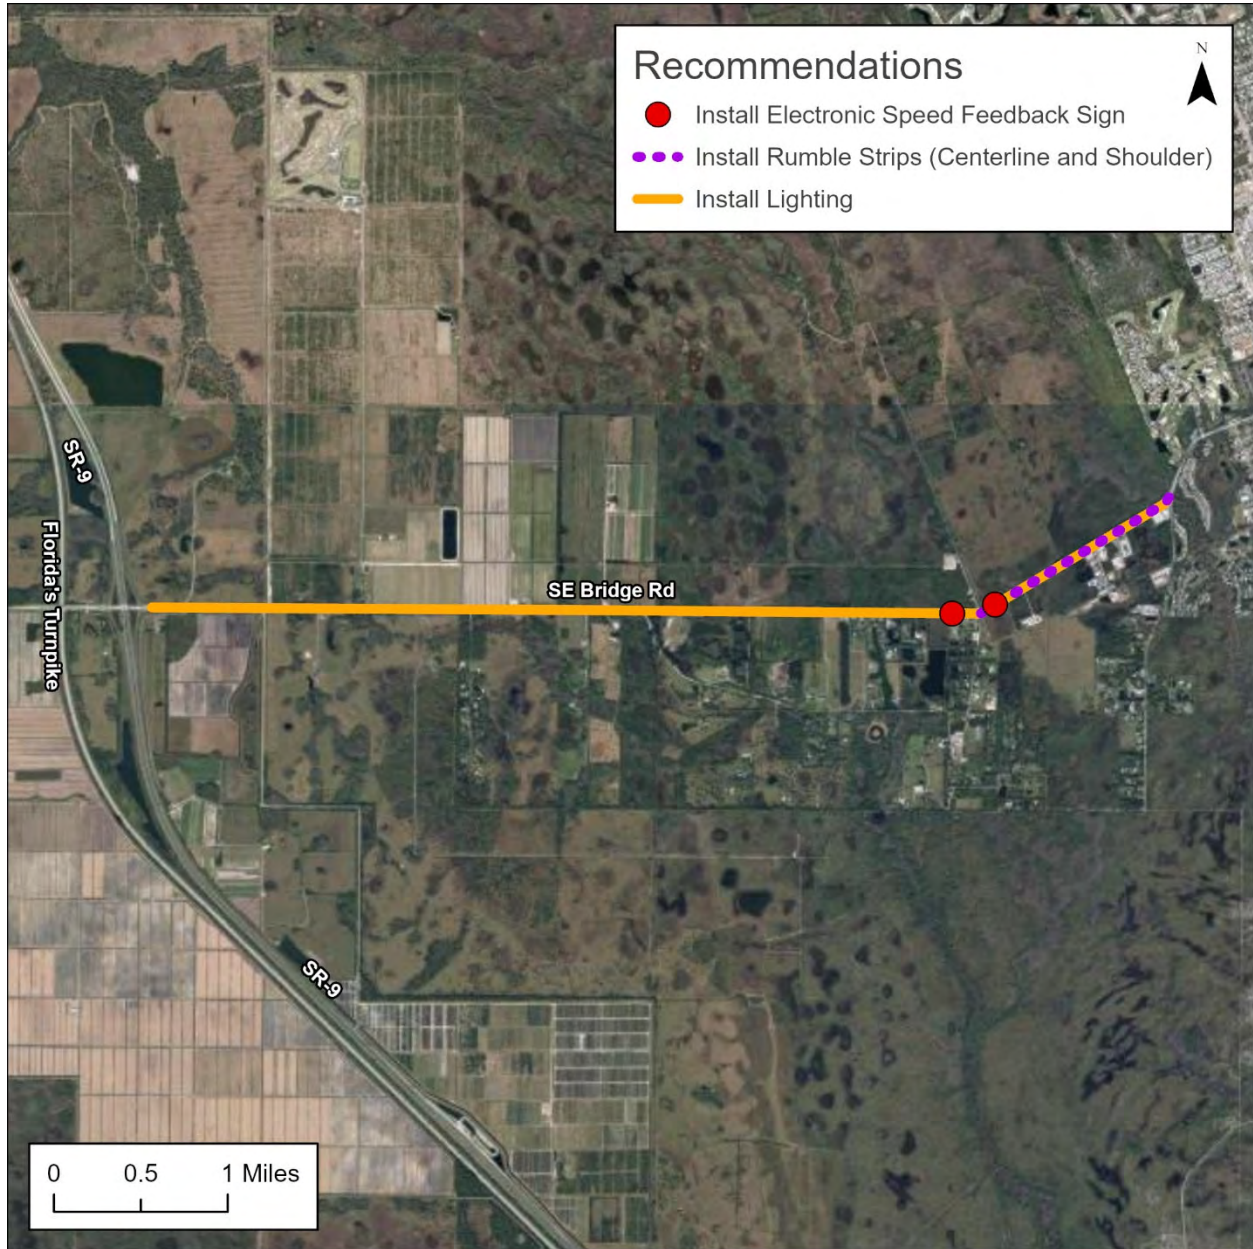 Recommendations
N
Install Electronic Speed Feedback Sign
Install Rumble Strips (Centerline and Shoulder)
Install Lighting
SR-9
Florida's Turnpike
SE Bridge Rd
SR-9
0 0.5 1 Miles